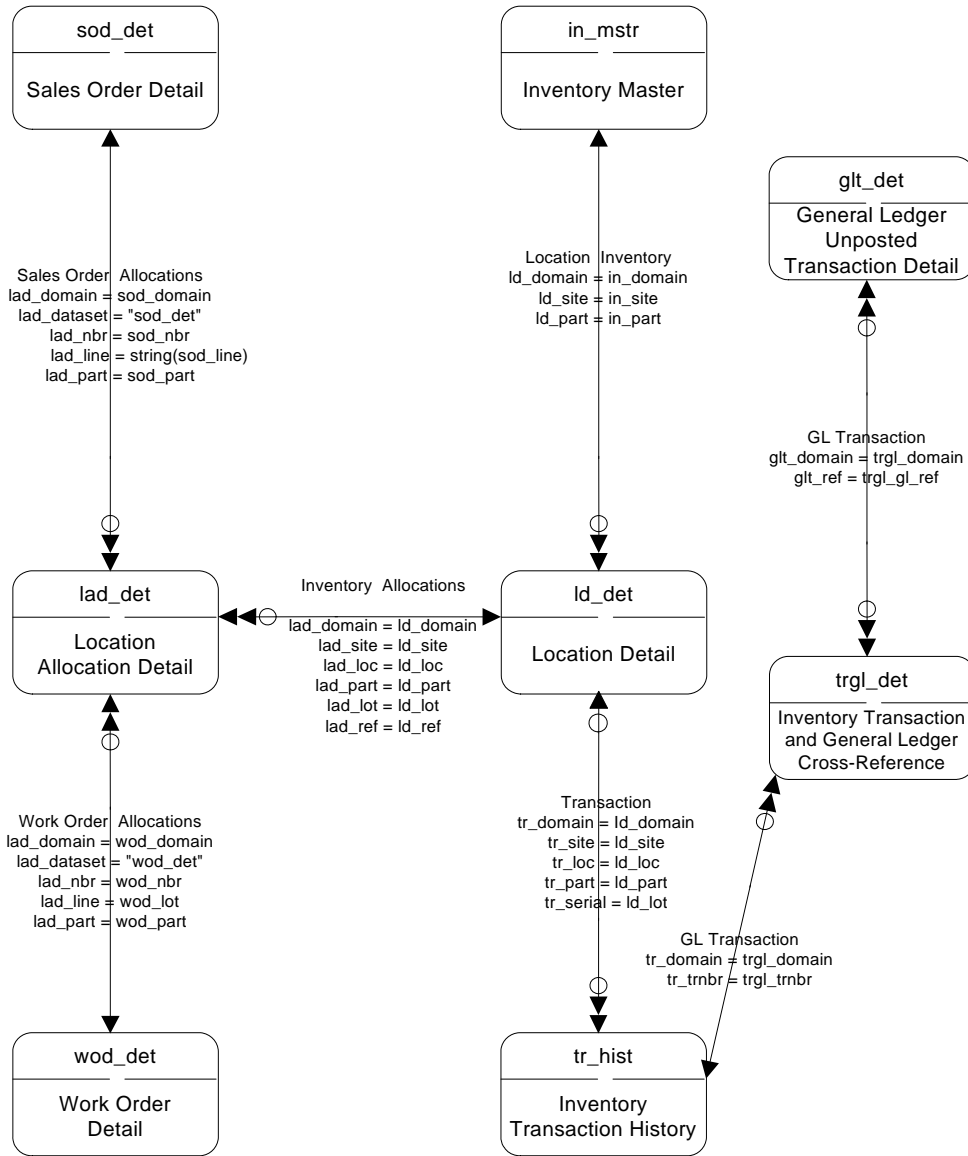 sod_det
Sales Order Detail
in_mstr
Inventory Master
glt_det
General Ledger
Unposted
Transaction Detail
Sales Order Allocations
lad_domain = sod_domain
lad_dataset = "sod_det"
lad_nbr = sod_nbr
lad_line = string(sod_line)
lad_part = sod_part
Location Inventory
ld_domain = in_domain
ld_site = in_site
ld_part = in_part
GL Transaction
glt_domain = trgl_domain
glt_ref = trgl_gl_ref
lad_det
Location
Allocation Detail
Inventory Allocations
lad_domain = ld_domain
lad_site = ld_site
lad_loc = ld_loc
lad_part = ld_part
lad_lot = ld_lot
lad_ref = ld_ref
ld_det
Location Detail
trgl_det
Inventory Transaction
and General Ledger
Cross-Reference
Work Order Allocations
lad_domain = wod_domain
lad_dataset = "wod_det"
lad_nbr = wod_nbr
lad_line = wod_lot
lad_part = wod_part
Transaction
tr_domain = ld_domain
tr_site = ld_site
tr_loc = ld_loc
tr_part = ld_part
tr_serial = ld_lot
GL Transaction
tr_domain = trgl_domain
tr_trnbr = trgl_trnbr
wod_det
Work Order
Detail
tr_hist
Inventory
Transaction History